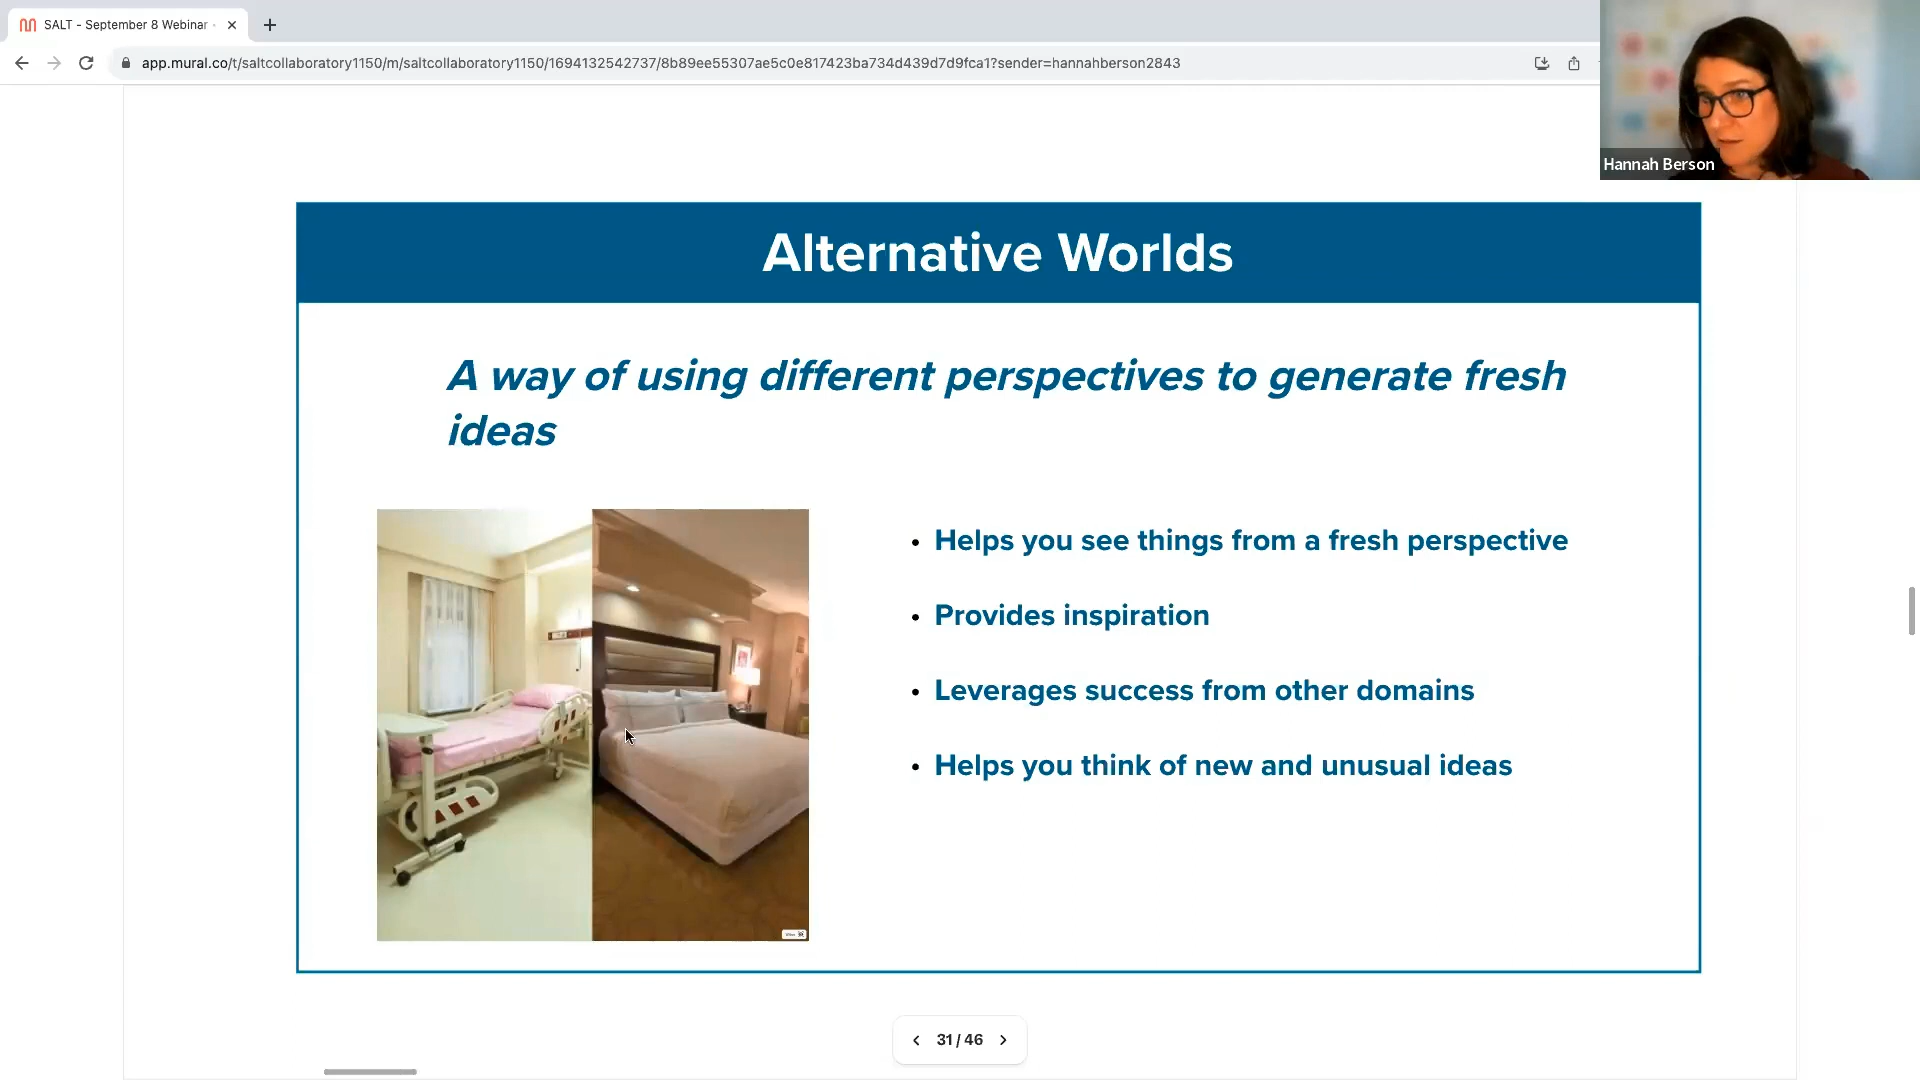 SALT - September 8 Webinar
app.mural.co/t/saltcollaboratory1150/m/saltcollaboratory1150/1694132542737/8b89ee55307ae5c0e817423ba734d439d7d9fca1?sender=hannahberson2843
Hannah Berson
Alternative Worlds
A way of using different perspectives to generate fresh
ideas
• Helps you see things from a fresh perspective
• Provides inspiration
• Leverages success from other domains
• Helps you think of new and unusual ideas
31 / 46